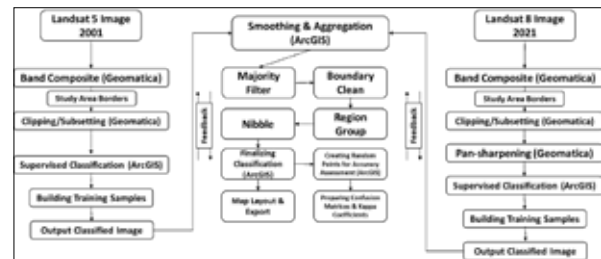 Landsat 5 Image
2001
Band Composite (Geomatica)
Study Area Borders
Clipping/Subsetting (Geomatica)
Supervised Classification (ArcGIS)
Building Training Samples
Output Classified Image
Smoothing & Aggregation
(ArcGIS)
Majority
Filter
Boundary
Clean
Nibble
Region
Group
Finalizing
Classification
(ArcGIS)
Creating Random
Points for Accuracy
Assessment (ArcGIS)
Map Layout &
Export
Preparing Confusion
Matrices & Kappa
Coefficients
Feedback
Feedback
Landsat 8 Image
2021
Band Composite (Geomatica)
Study Area Borders
Clipping/Subsetting (Geomatica)
Pan-sharpening (Geomatica)
Supervised Classification (ArcGIS)
Building Training Samples
Output Classified Image